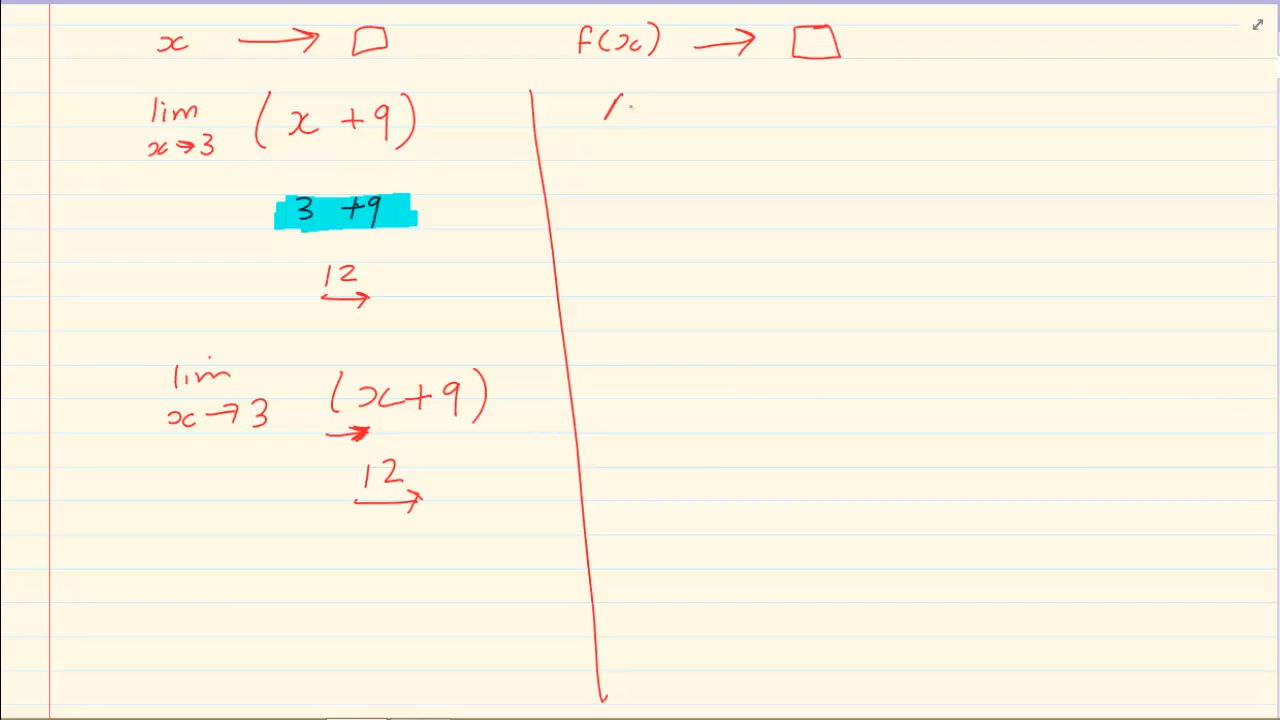 x → □ f(x) → □
lim (x + 9)
x→3
3 + 9
12
lim (x + 9)
x→3
12